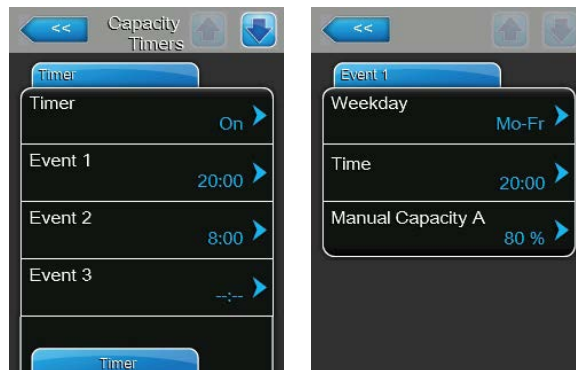 <<
Capacity
Timers
Timer
Timer
On
Event 1
20:00
Event 2
8:00
Event 3
--:--
Timer
<<
Event 1
Weekday
Mo-Fr
Time
20:00
Manual Capacity A
80 %